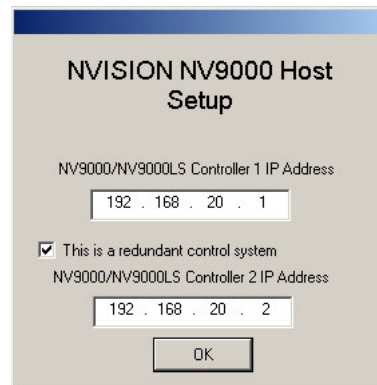 NVISION NV9000 Host
Setup
NV9000/NV9000LS Controller 1 IP Address
192 . 168 . 20 . 1
This is a redundant control system
NV9000/NV9000LS Controller 2 IP Address
192 . 168 . 20 . 2
OK